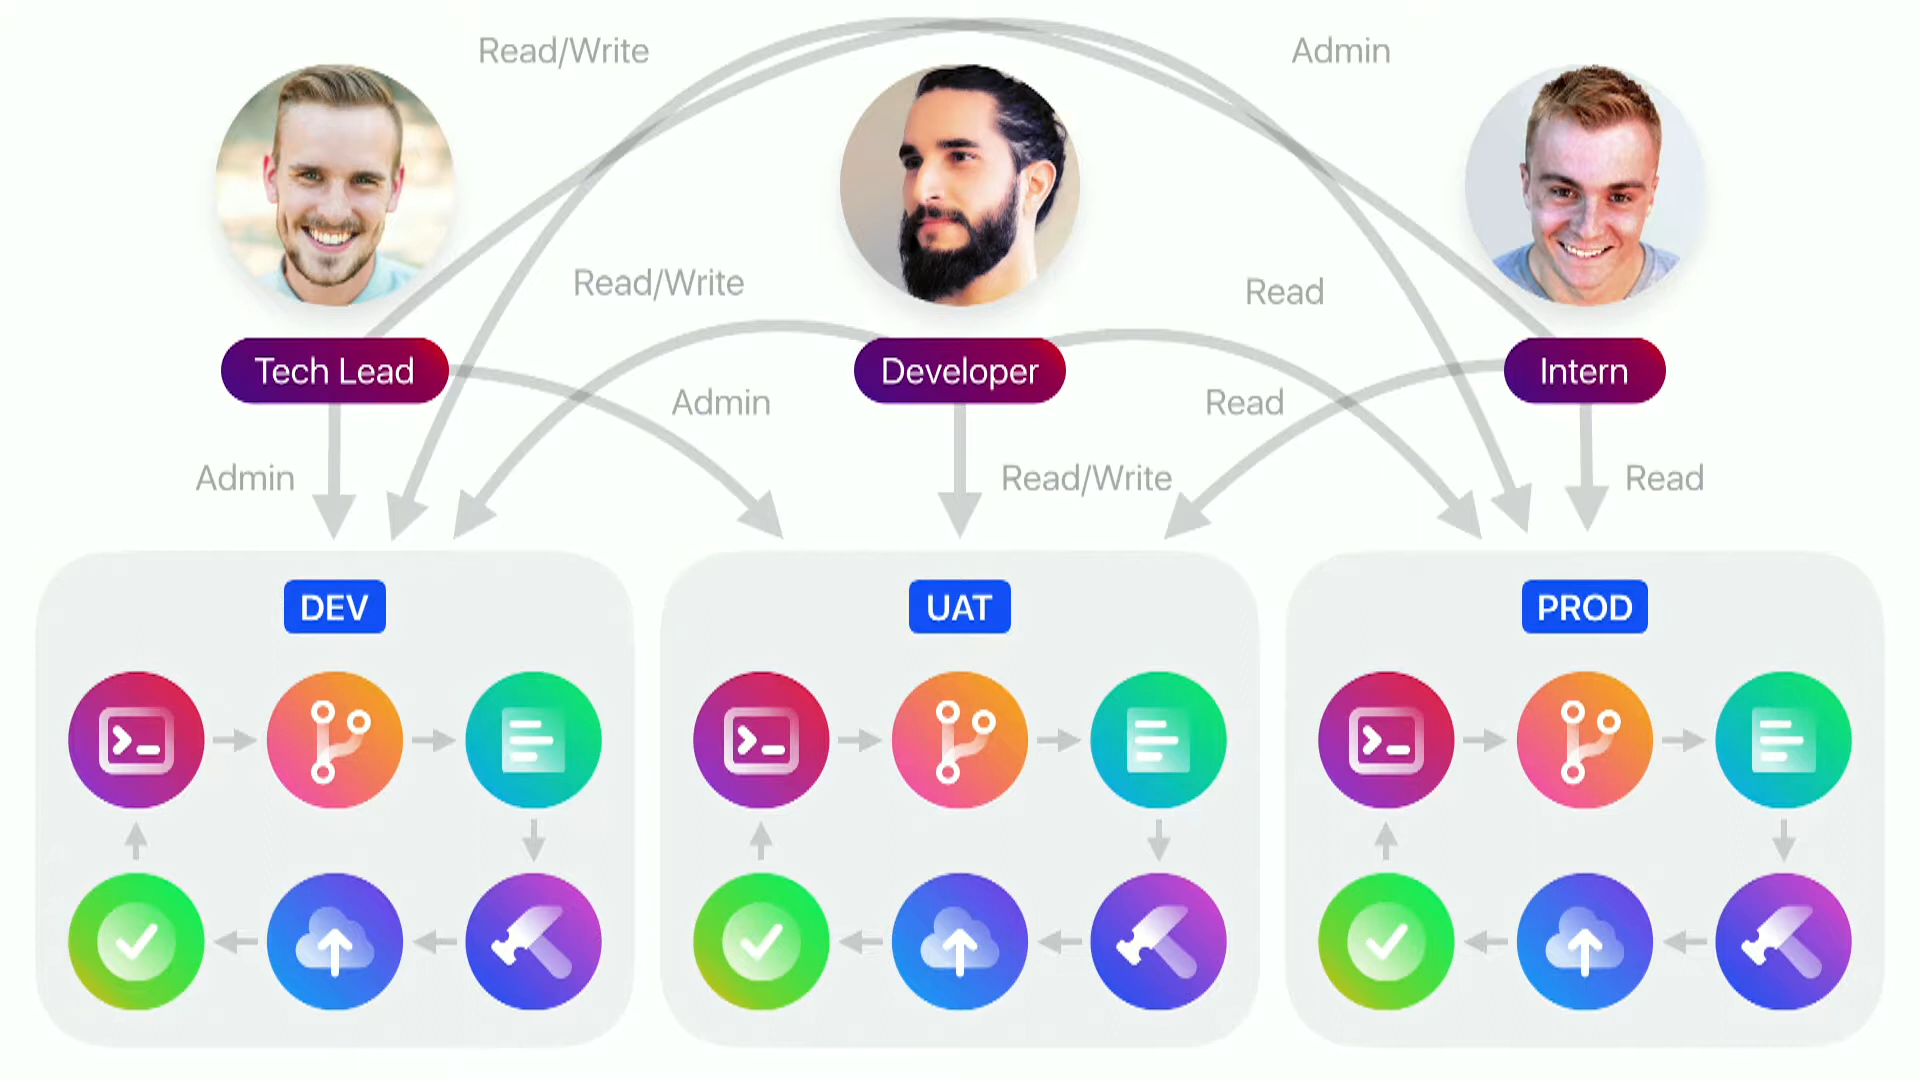 Read/Write
Admin
Read/Write
Read
Tech Lead
Developer
Intern
Admin
Read
Admin
Read/Write
Read
DEV
UAT
PROD